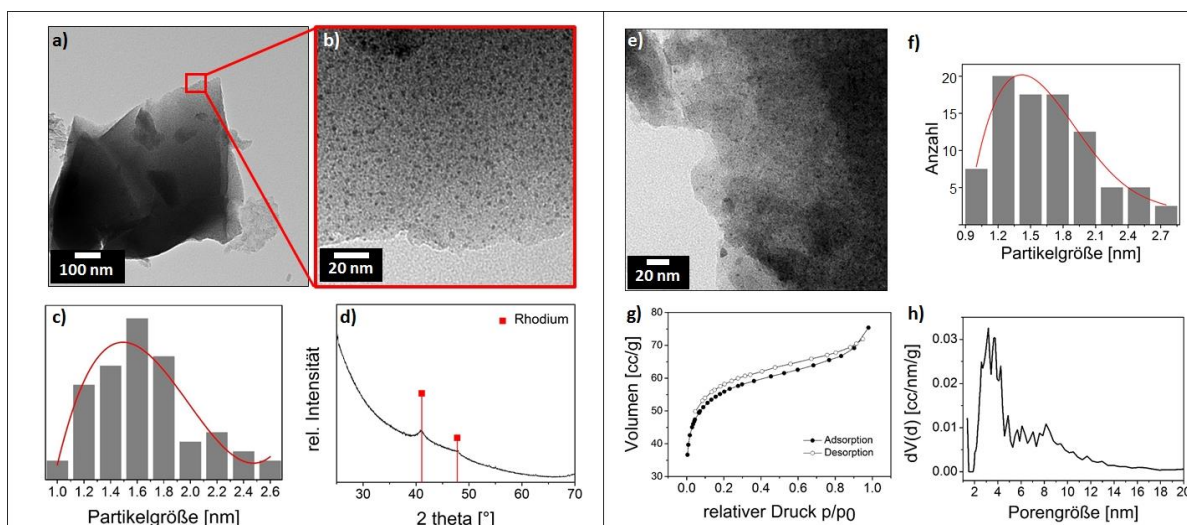 a)
100 nm
b)
20 nm
c)
1.0 1.2 1.4 1.6 1.8 2.0 2.2 2.4 2.6
Partikelgröße [nm]
d)
Rhodium
rel. Intensität
30 40 50 60 70
2 theta [°]
e)
20 nm
f)
Anzahl
20
15
10
5
0.9 1.2 1.5 1.8 2.1 2.4 2.7
Partikelgröße [nm]
g)
Volumen [cc/g]
80
70
60
50
40
30
Adsorption
Desorption
0.0 0.2 0.4 0.6 0.8 1.0
relativer Druck p/p0
h)
dV(d) [cc/nm/g]
0.03
0.02
0.01
0.00
2 4 6 8 10 12 14 16 18 20
Porengröße [nm]